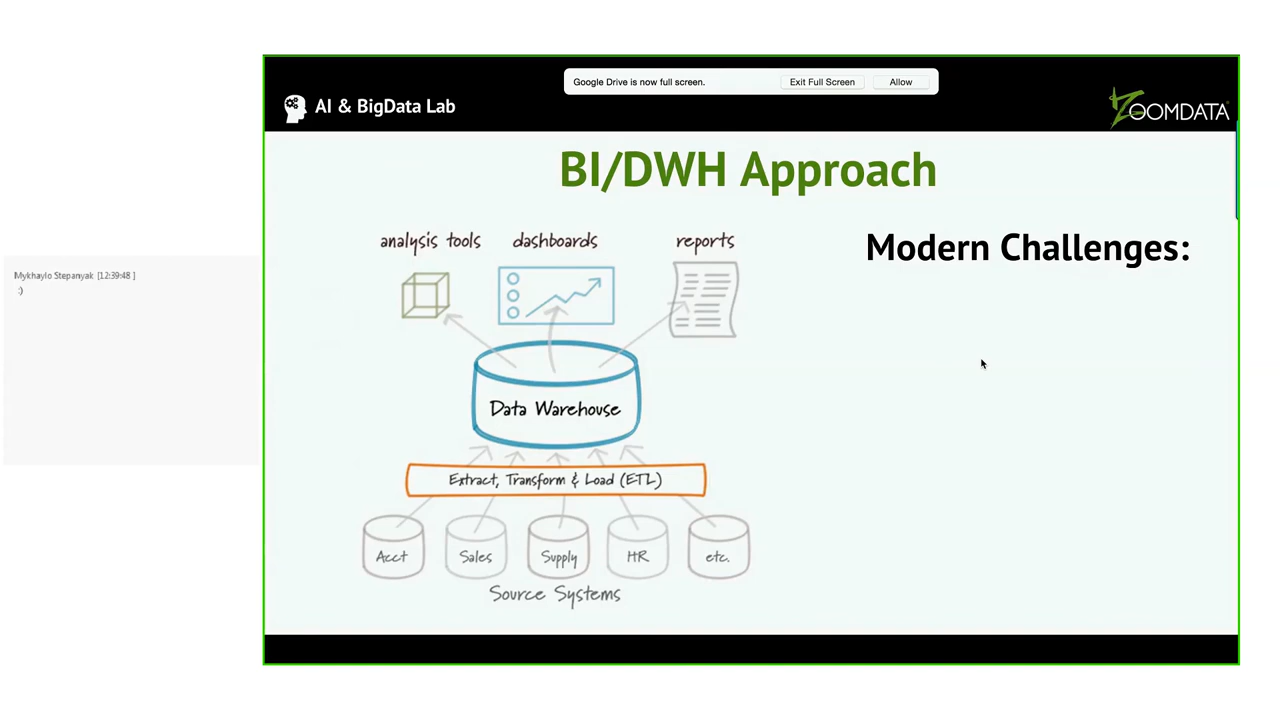 Google Drive is now full screen.
Exit Full Screen
Allow
AI & BigData Lab
ZOOMDATA
BI/DWH Approach
analysis tools
dashboards
reports
Modern Challenges:
Mykhaylo Stepanyak [12:39:48 ]
:)
Data Warehouse
Extract, Transform & Load (ETL)
Acct
Sales
Supply
HR
etc.
Source Systems